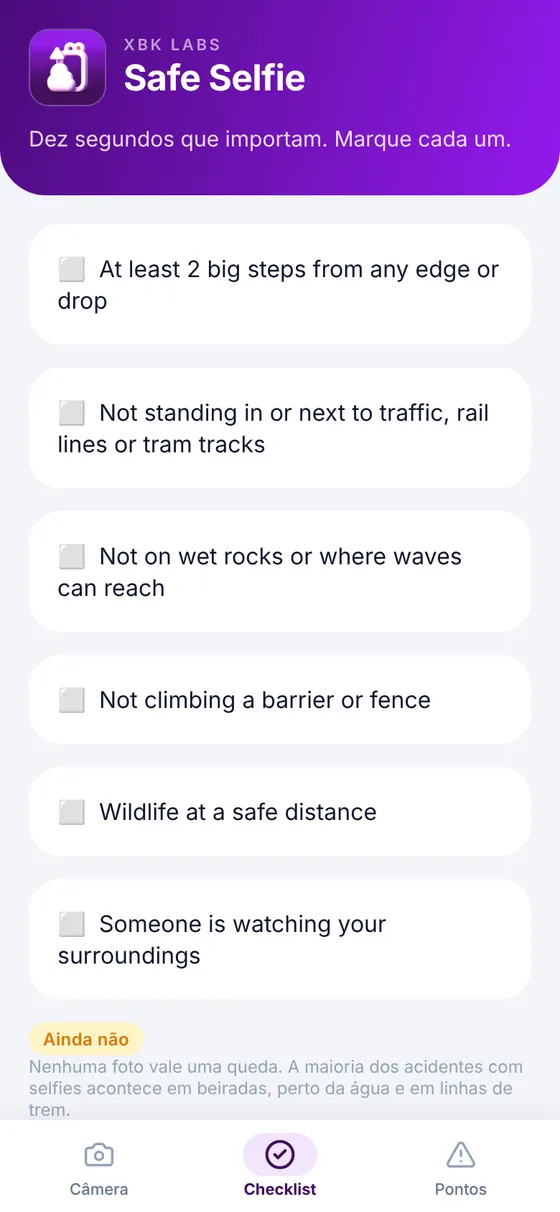 XBK LABS
Safe Selfie
Dez segundos que importam. Marque cada um.
At least 2 big steps from any edge or
drop
Not standing in or next to traffic, rail
lines or tram tracks
Not on wet rocks or where waves
can reach
Not climbing a barrier or fence
Wildlife at a safe distance
Someone is watching your
surroundings
Ainda não
Nenhuma foto vale uma queda. A maioria dos acidentes com
selfies acontece em beiradas, perto da água e em linhas de
trem.
Câmera
Checklist
Pontos